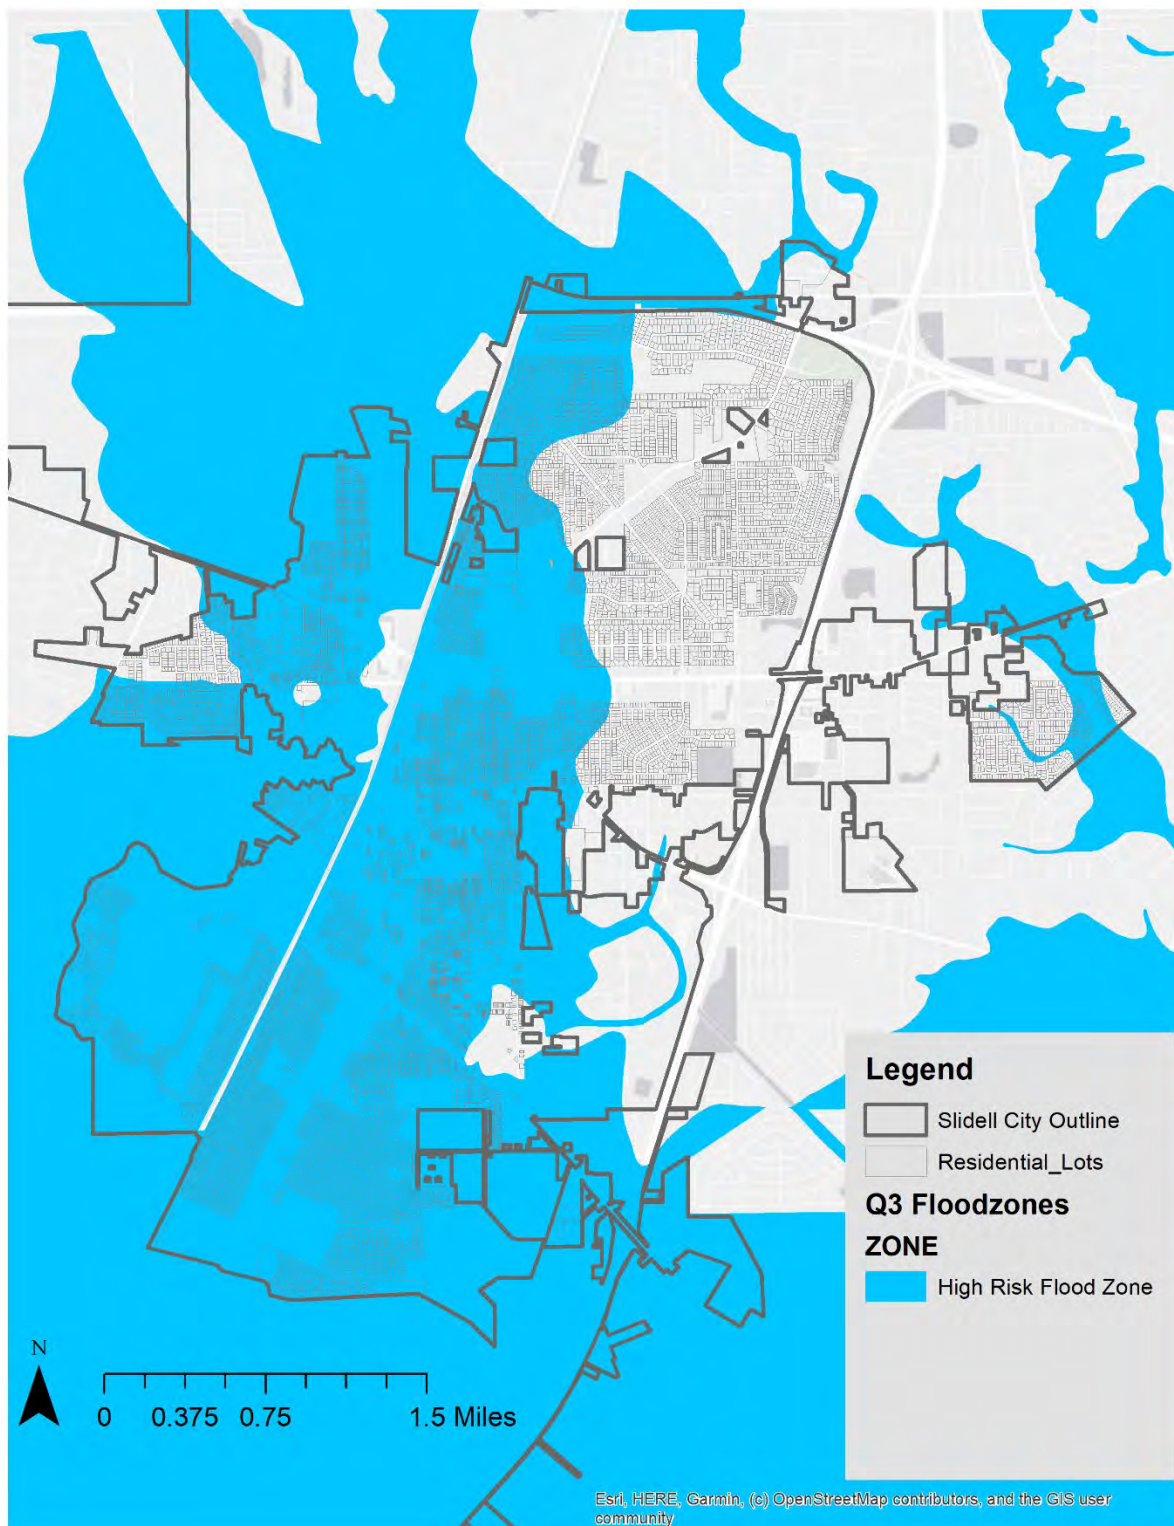 Legend
Slidell City Outline
Residential_Lots
Q3 Floodzones
ZONE
High Risk Flood Zone
N
0 0.375 0.75 1.5 Miles
Esri, HERE, Garmin, (c) OpenStreetMap contributors, and the GIS user
community